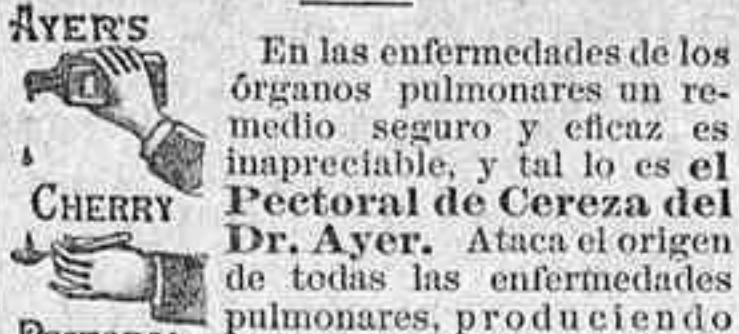 AYER'S
CHERRY
PECTORAL
En las enfermedades de los
órganos pulmonares un re-
medio seguro y eficaz es
inapreciable, y tal lo es el
Pectoral de Cereza del
Dr. Ayer. Ataca el origen
de todas las enfermedades
pulmonares, produciendo